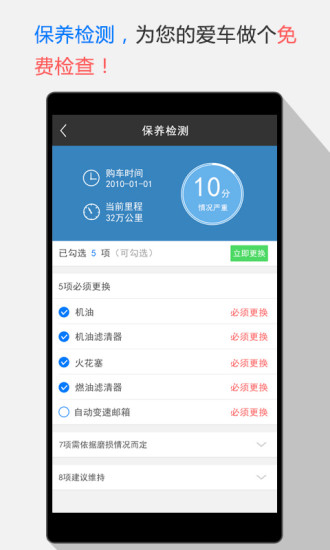 保养检测，为您的爱车做个免
费检查！
保养检测
购车时间
2010-01-01
当前里程
32万公里
10分
情况严重
已勾选 5 项（可勾选）
立即更换
5项必须更换
机油 必须更换
机油滤清器 必须更换
火花塞 必须更换
燃油滤清器 必须更换
自动变速邮箱 必须更换
7项需依据磨损情况而定
8项建议维持